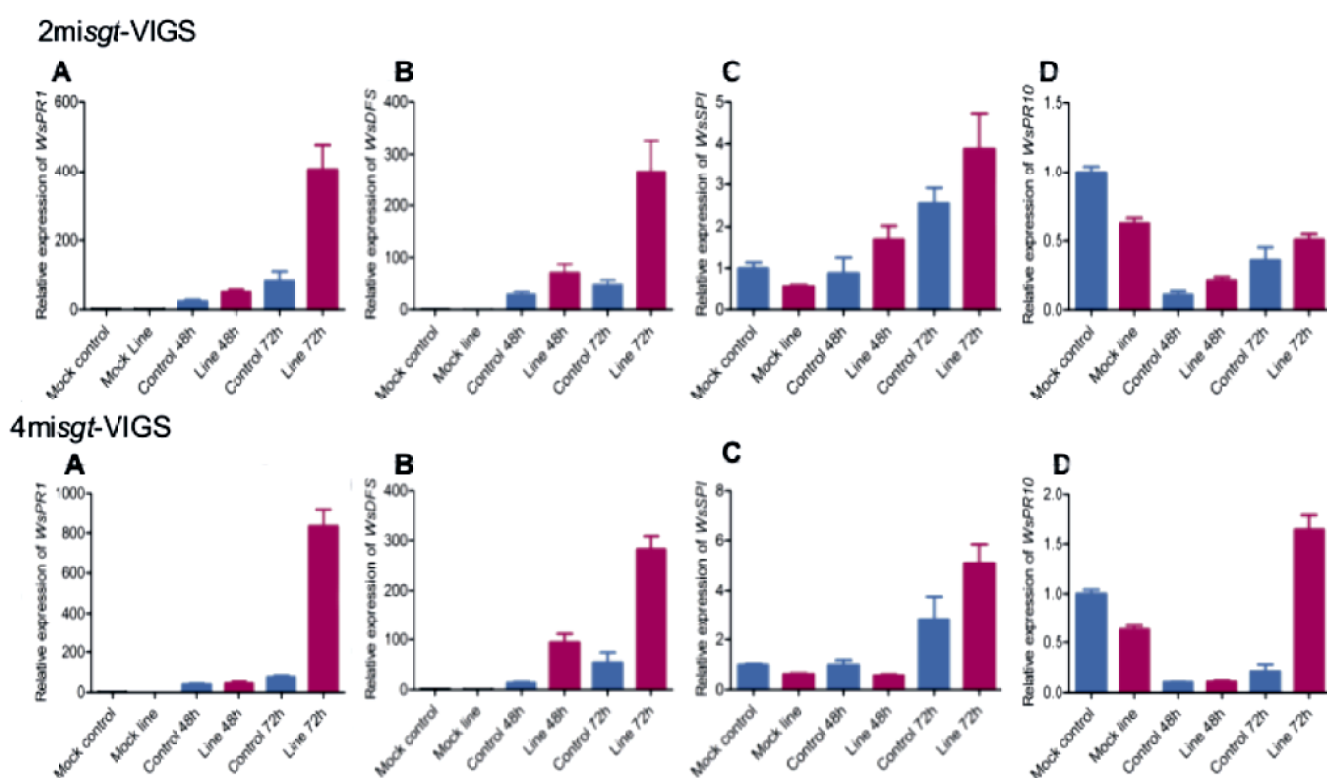 2misgt-VIGS
A
Relative expression of WsPR1
600
400
200
0
Mock control
Mock Line
Control 48h
Line 48h
Control 72h
Line 72h
B
Relative expression of WsDFS
400
300
200
100
0
Mock control
Mock line
Control 48h
Line 48h
Control 72h
Line 72h
C
Relative expression of WsSPI
5
4
3
2
1
0
Mock control
Mock line
Control 48h
Line 48h
Control 72h
Line 72h
D
Relative expression of WsPR10
1.5
1.0
0.5
0.0
Mock control
Mock line
Control 48h
Line 48h
Control 72h
Line 72h
4misgt-VIGS
A
Relative expression of WsPR1
1000
800
600
400
200
0
Mock control
Mock line
Control 48h
Line 48h
Control 72h
Line 72h
B
Relative expression of WsDFS
400
300
200
100
0
Mock control
Mock line
Control 48h
Line 48h
Control 72h
Line 72h
C
Relative expression of WsSPI
8
6
4
2
0
Mock control
Mock line
Control 48h
Line 48h
Control 72h
Line 72h
D
Relative expression of WsPR10
2.0
1.5
1.0
0.5
0.0
Mock control
Mock line
Control 48h
Line 48h
Control 72h
Line 72h